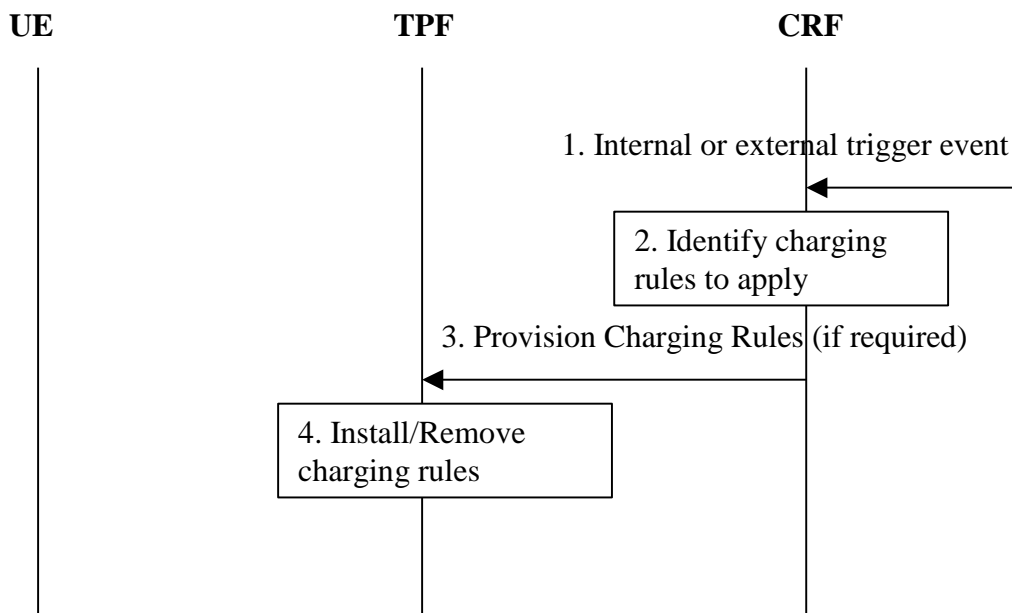 UE TPF CRF
1. Internal or external trigger event
2. Identify charging
rules to apply
3. Provision Charging Rules (if required)
4. Install/Remove
charging rules